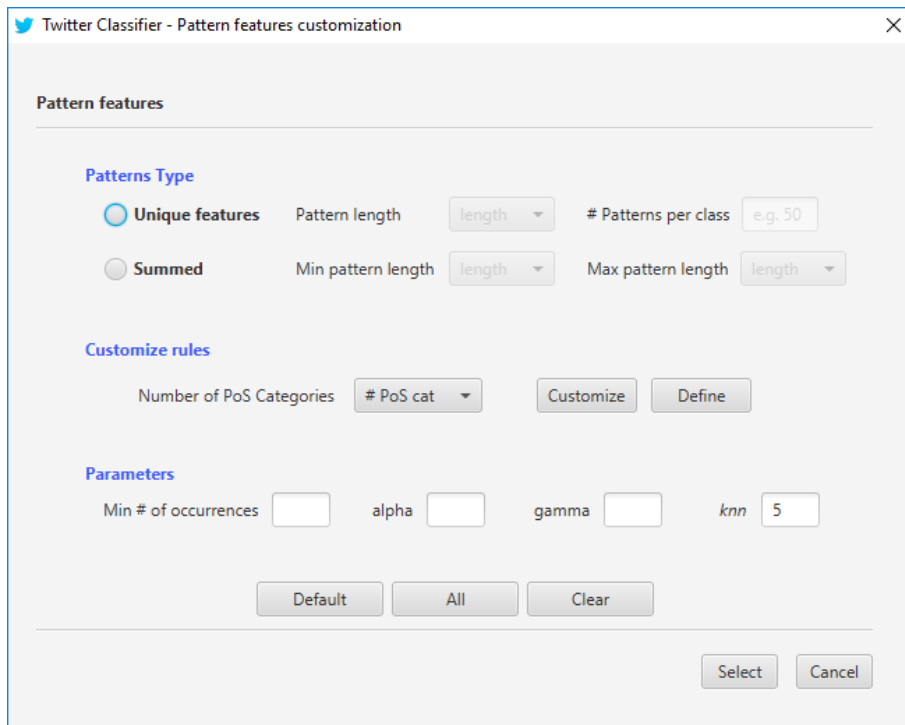 Twitter Classifier - Pattern features customization
Pattern features
Patterns Type
Unique features Pattern length length # Patterns per class e.g. 50
Summed Min pattern length length Max pattern length length
Customize rules
Number of PoS Categories # PoS cat Customize Define
Parameters
Min # of occurrences alpha gamma knn 5
Default All Clear
Select Cancel